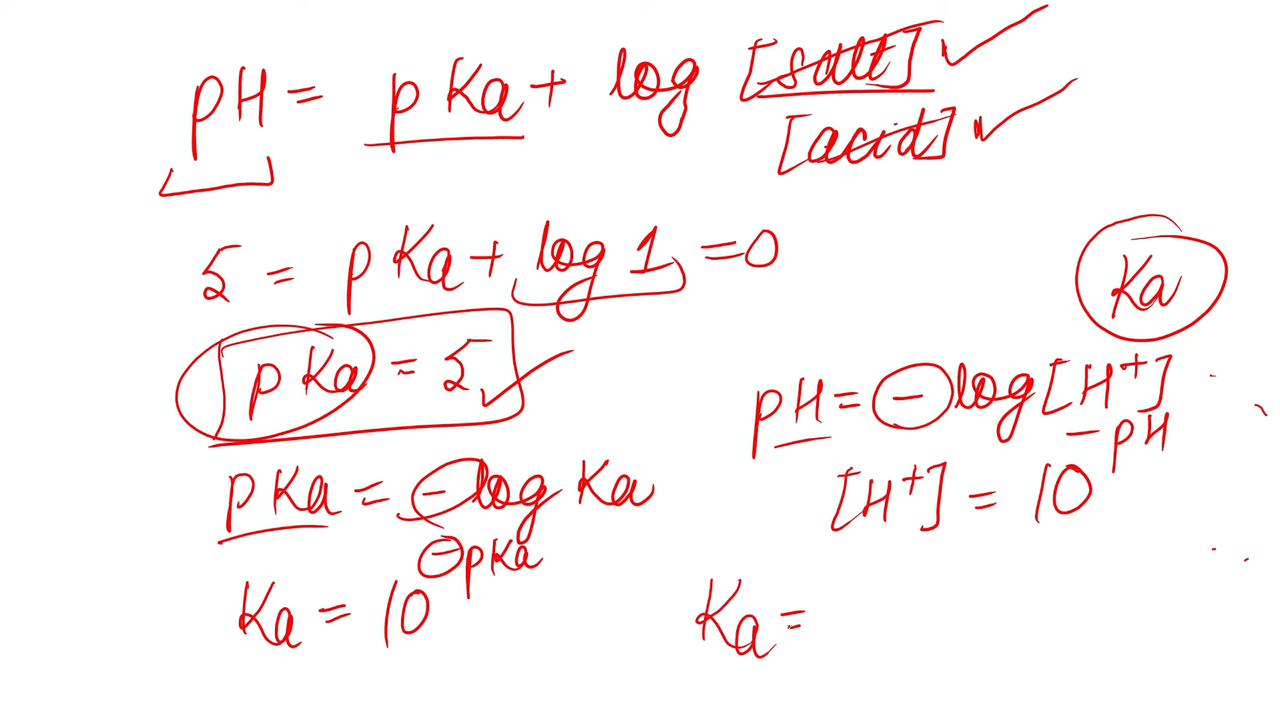 pH = pKa + log [salt]
[acid]
5 = pKa + log 1 = 0
Ka
pKa = 5
pH = - log [H+]
pKa = - log Ka
[H+] = 10^-pH
Ka = 10^-pKa
Ka =